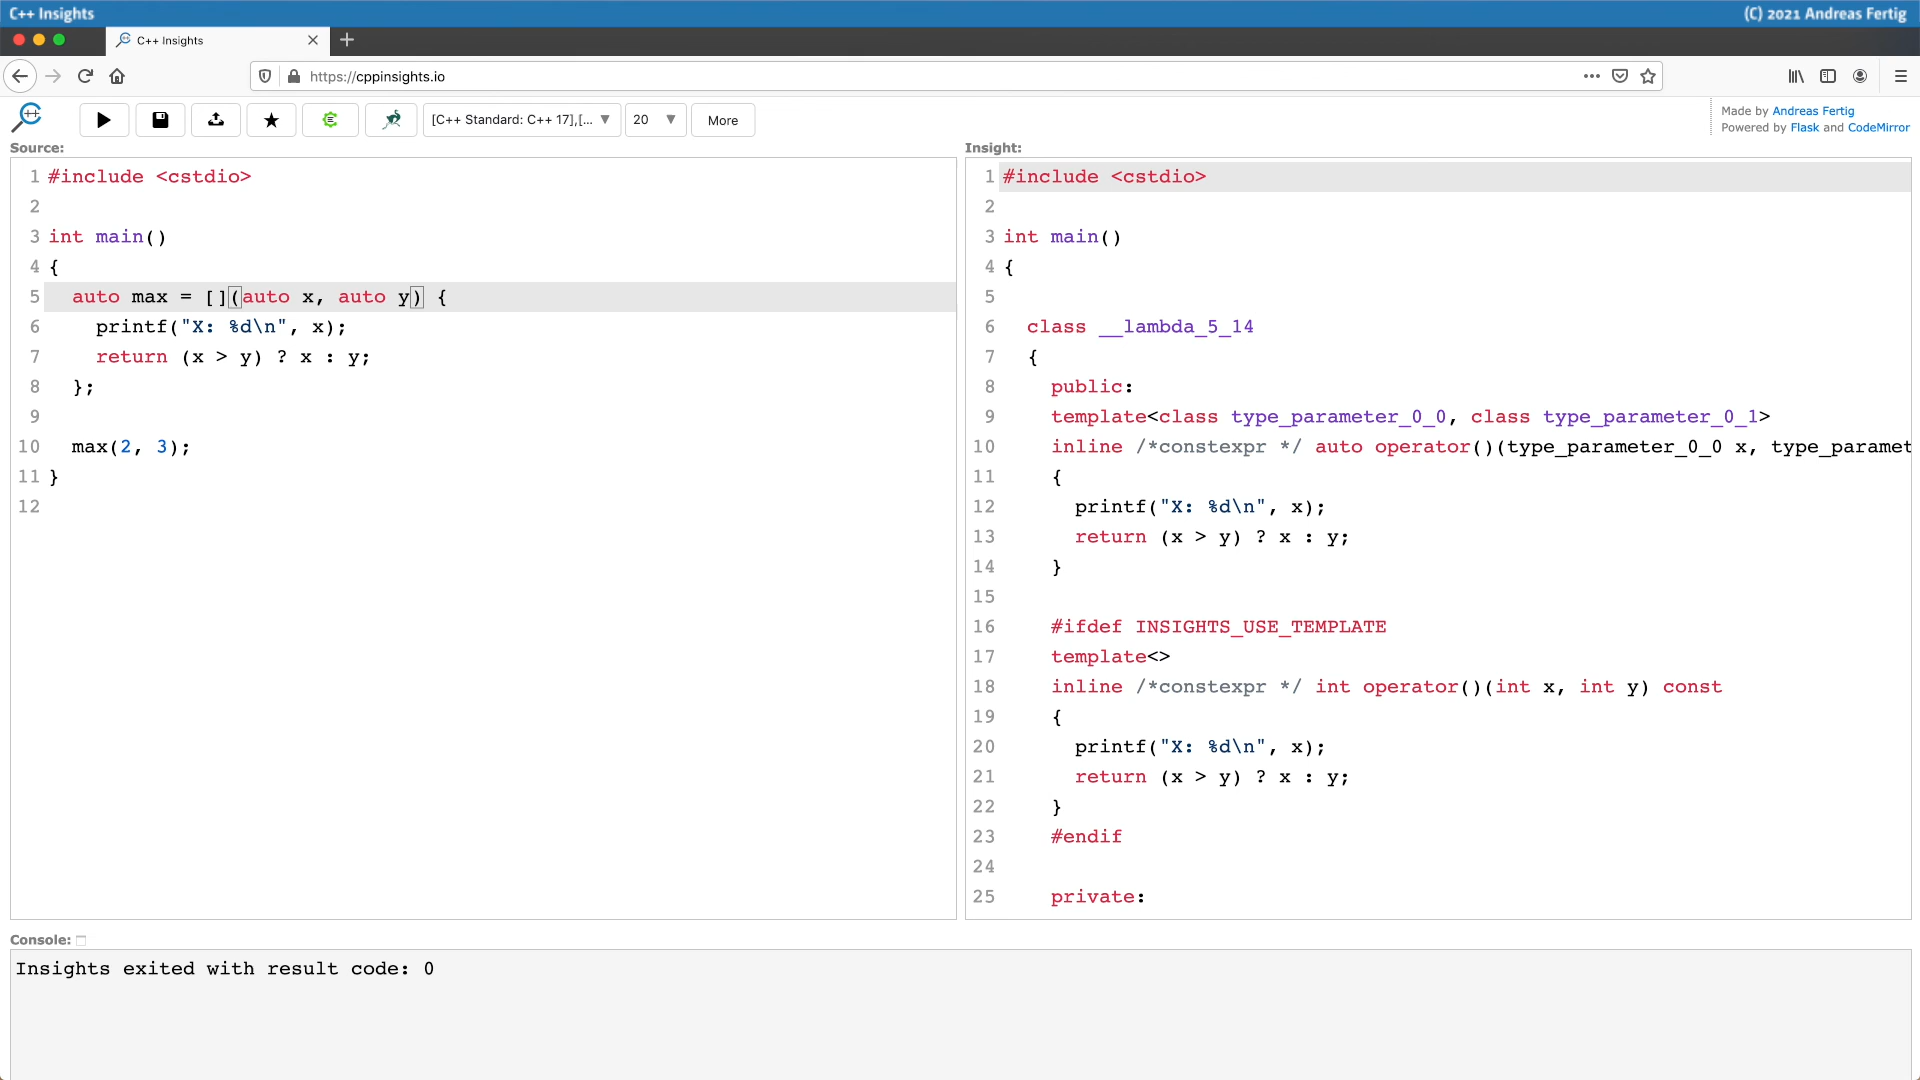 C++ Insights
(C) 2021 Andreas Fertig
C++ Insights
https://cppinsights.io
[C++ Standard: C++ 17],[...
20
More
Made by Andreas Fertig
Powered by Flask and CodeMirror
Source:
1 #include <cstdio>
2
3 int main()
4 {
5   auto max = [](auto x, auto y) {
6     printf("X: %d\n", x);
7     return (x > y) ? x : y;
8   };
9
10   max(2, 3);
11 }
12
Insight:
1 #include <cstdio>
2
3 int main()
4 {
5
6   class __lambda_5_14
7   {
8     public:
9     template<class type_parameter_0_0, class type_parameter_0_1>
10     inline /*constexpr */ auto operator()(type_parameter_0_0 x, type_paramet
11     {
12       printf("X: %d\n", x);
13       return (x > y) ? x : y;
14     }
15
16     #ifdef INSIGHTS_USE_TEMPLATE
17     template<>
18     inline /*constexpr */ int operator()(int x, int y) const
19     {
20       printf("X: %d\n", x);
21       return (x > y) ? x : y;
22     }
23     #endif
24
25     private:
Console:
Insights exited with result code: 0